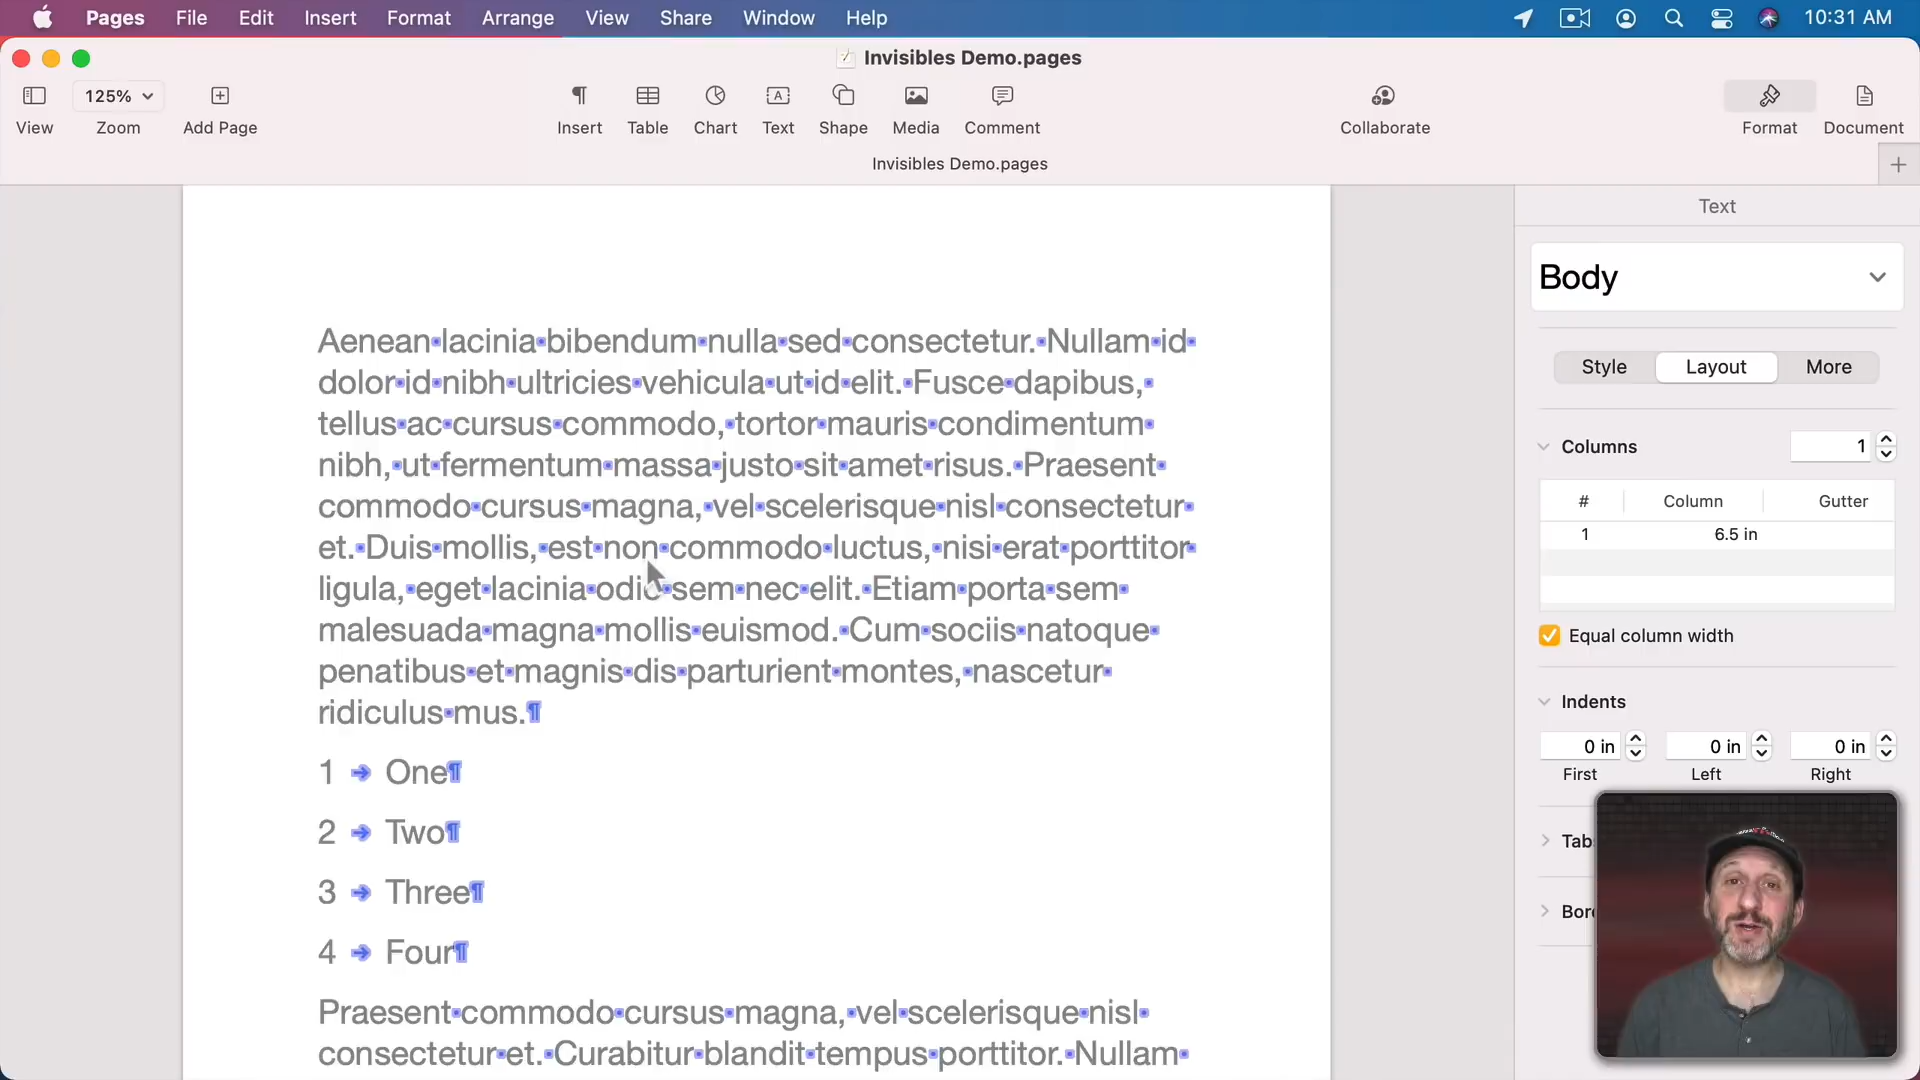 Pages File Edit Insert Format Arrange View Share Window Help 10:31 AM
Invisibles Demo.pages
125%
View Zoom Add Page Insert Table Chart Text Shape Media Comment Collaborate Format Document
Invisibles Demo.pages
Text
Body
Style Layout More
Columns 1
# Column Gutter
1 6.5 in
Equal column width
Indents
0 in 0 in 0 in
First Left Right
Tab
Bor
Aenean lacinia bibendum nulla sed consectetur. Nullam id
dolor id nibh ultricies vehicula ut id elit. Fusce dapibus,
tellus ac cursus commodo, tortor mauris condimentum
nibh, ut fermentum massa justo sit amet risus. Praesent
commodo cursus magna, vel scelerisque nisl consectetur
et. Duis mollis, est non commodo luctus, nisi erat porttitor
ligula, eget lacinia odio sem nec elit. Etiam porta sem
malesuada magna mollis euismod. Cum sociis natoque
penatibus et magnis dis parturient montes, nascetur
ridiculus mus.¶
1 → One¶
2 → Two¶
3 → Three¶
4 → Four¶
Praesent commodo cursus magna, vel scelerisque nisl
consectetur et. Curabitur blandit tempus porttitor. Nullam